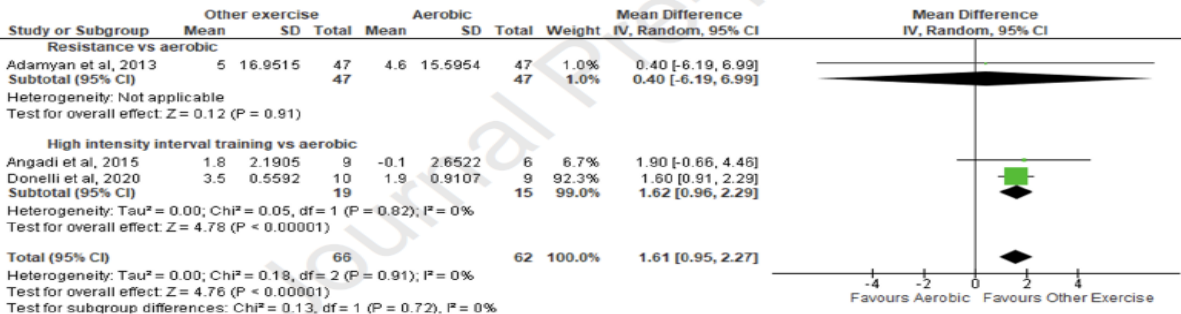 Other exercise Aerobic Mean Difference Mean Difference
Study or Subgroup Mean SD Total Mean SD Total Weight IV, Random, 95% CI IV, Random, 95% CI
Resistance vs aerobic
Adamyan et al, 2013 5 16.9515 47 4.6 15.5954 47 1.0% 0.40 [-6.19, 6.99]
Subtotal (95% CI) 47 47 1.0% 0.40 [-6.19, 6.99]
Heterogeneity: Not applicable
Test for overall effect: Z = 0.12 (P = 0.91)
High intensity interval training vs aerobic
Angadi et al, 2015 1.8 2.1905 9 -0.1 2.6522 6 6.7% 1.90 [-0.66, 4.46]
Donelli et al, 2020 3.5 0.5592 10 1.9 0.9107 9 92.3% 1.60 [0.91, 2.29]
Subtotal (95% CI) 19 15 99.0% 1.62 [0.96, 2.29]
Heterogeneity: Tau² = 0.00; Chi² = 0.05, df = 1 (P = 0.82); I² = 0%
Test for overall effect: Z = 4.78 (P < 0.00001)
Total (95% CI) 66 62 100.0% 1.61 [0.95, 2.27]
Heterogeneity: Tau² = 0.00; Chi² = 0.18, df = 2 (P = 0.91); I² = 0%
Test for overall effect: Z = 4.76 (P < 0.00001)
Test for subgroup differences: Chi² = 0.13, df = 1 (P = 0.72), I² = 0%
-4 -2 0 2 4
Favours Aerobic Favours Other Exercise
Journal